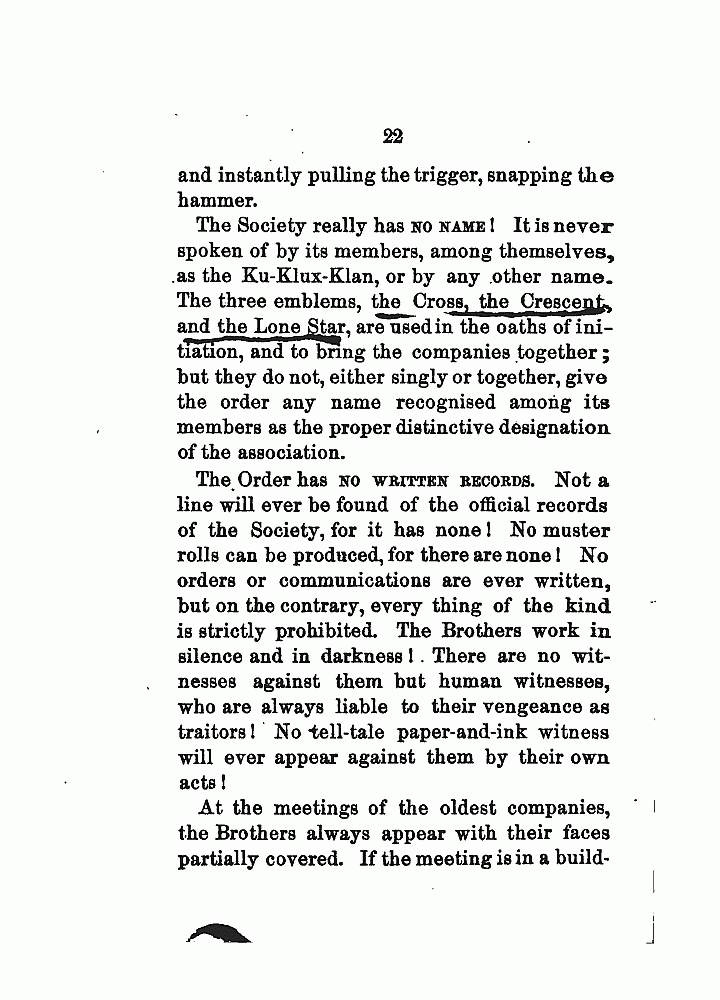 22
and instantly pulling the trigger, snapping the
hammer.
The Society really has NO NAME! It is never
spoken of by its members, among themselves,
as the Ku-Klux-Klan, or by any other name.
The three emblems, the Cross, the Crescent,
and the Lone Star, are used in the oaths of ini-
tiation, and to bring the companies together;
but they do not, either singly or together, give
the order any name recognised among its
members as the proper distinctive designation
of the association.
The Order has NO WRITTEN RECORDS. Not a
line will ever be found of the official records
of the Society, for it has none! No muster
rolls can be produced, for there are none! No
orders or communications are ever written,
but on the contrary, every thing of the kind
is strictly prohibited. The Brothers work in
silence and in darkness! There are no wit-
nesses against them but human witnesses,
who are always liable to their vengeance as
traitors! No tell-tale paper-and-ink witness
will ever appear against them by their own
acts!
At the meetings of the oldest companies,
the Brothers always appear with their faces
partially covered. If the meeting is in a build-